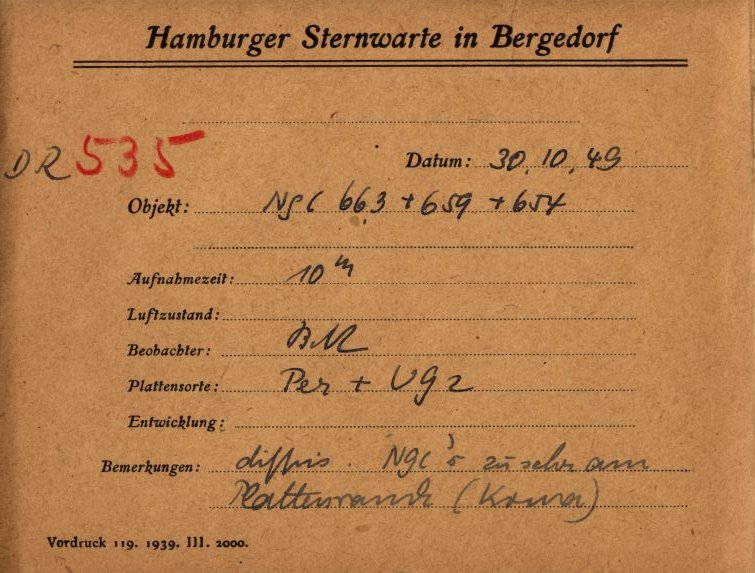 Hamburger Sternwarte in Bergedorf
DR 535
Datum: 30.10.49
Objekt: NGC 663 + 659 + 654
Aufnahmezeit: 10 m
Luftzustand:
Beobachter:
Plattensorte: Per + UG2
Entwicklung:
Bemerkungen: diffus. NGC's zu sehr am
Plattenrande (Koma)
Vordruck 119. 1939. III. 2000.